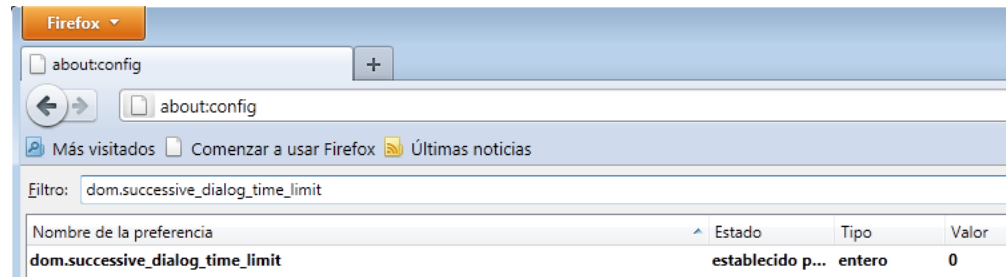 Firefox
about:config
about:config
Más visitados Comenzar a usar Firefox Últimas noticias
Filtro: dom.successive_dialog_time_limit
Nombre de la preferencia Estado Tipo Valor
dom.successive_dialog_time_limit establecido p... entero 0